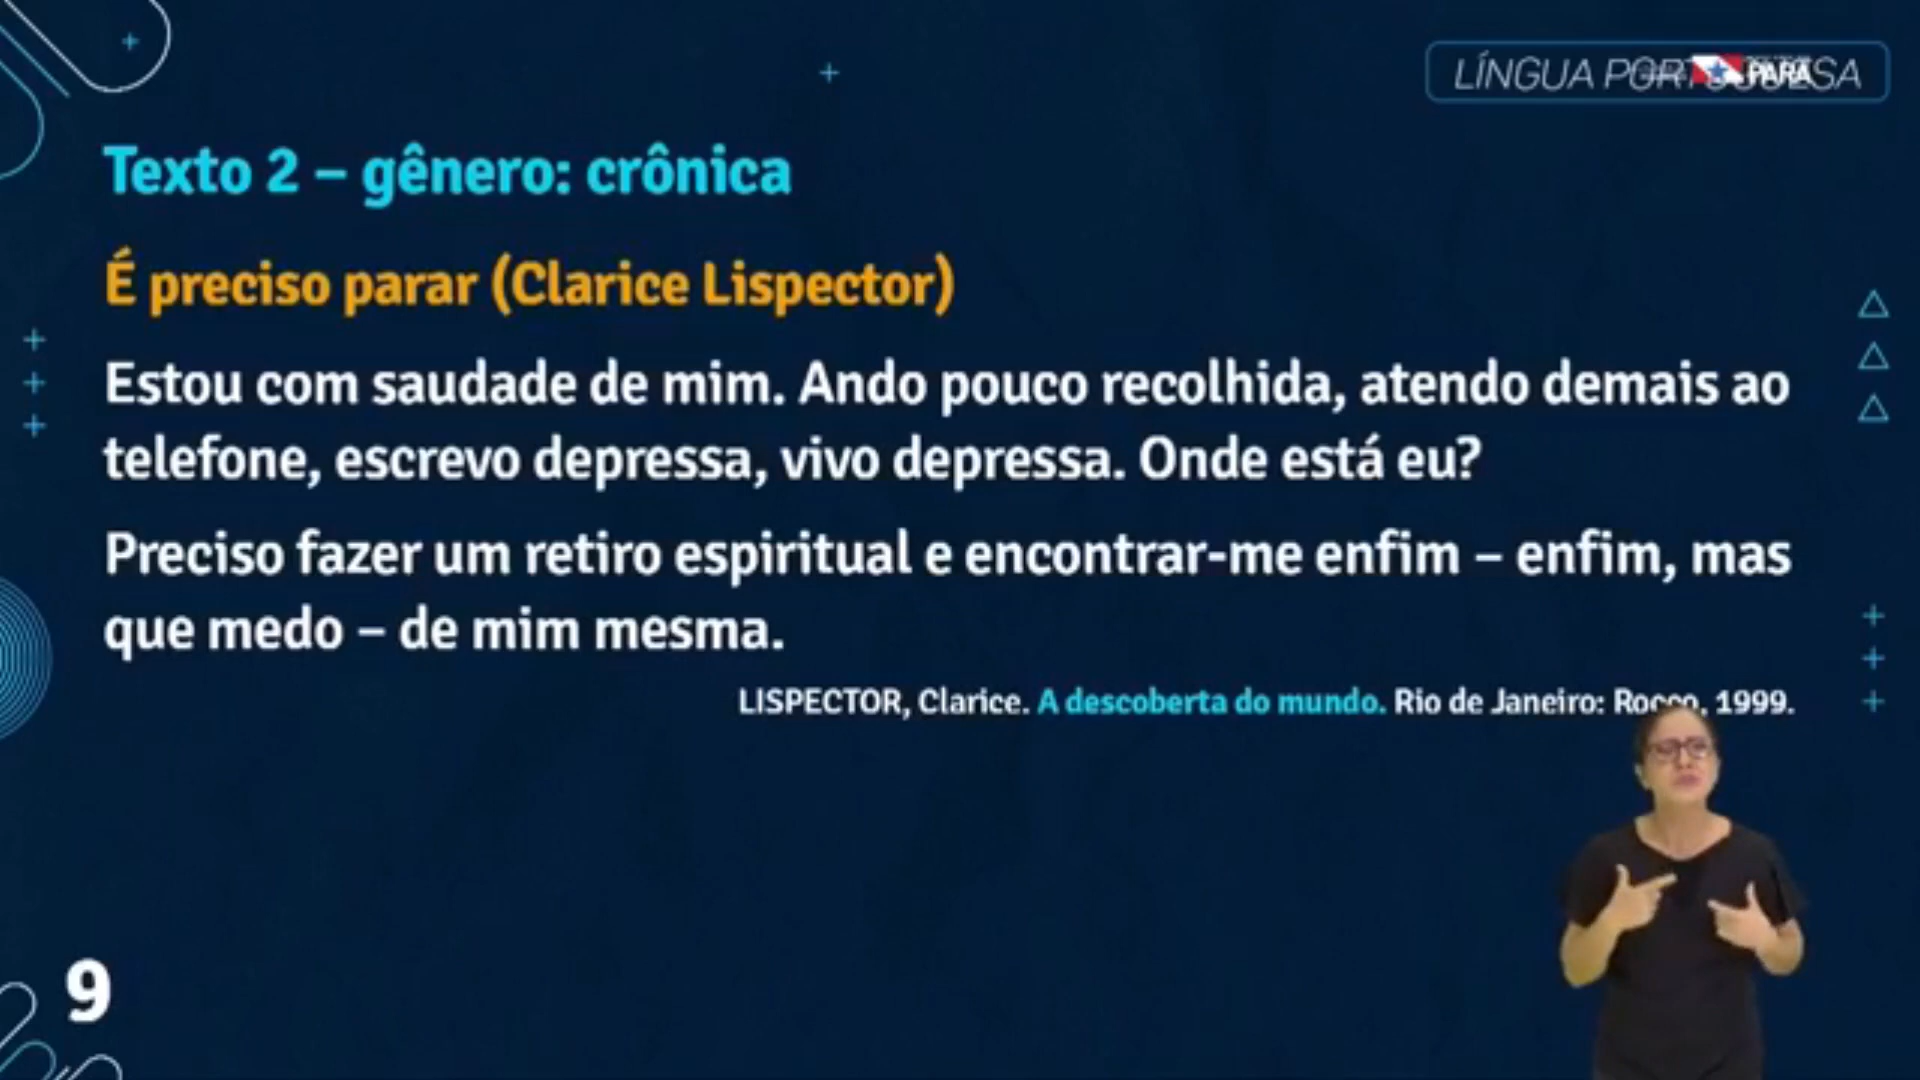 LÍNGUA PORTUGUESA
PARÁ
Texto 2 – gênero: crônica
É preciso parar (Clarice Lispector)
Estou com saudade de mim. Ando pouco recolhida, atendo demais ao
telefone, escrevo depressa, vivo depressa. Onde está eu?
Preciso fazer um retiro espiritual e encontrar-me enfim – enfim, mas
que medo – de mim mesma.
LISPECTOR, Clarice. A descoberta do mundo. Rio de Janeiro: Rocco, 1999.
9